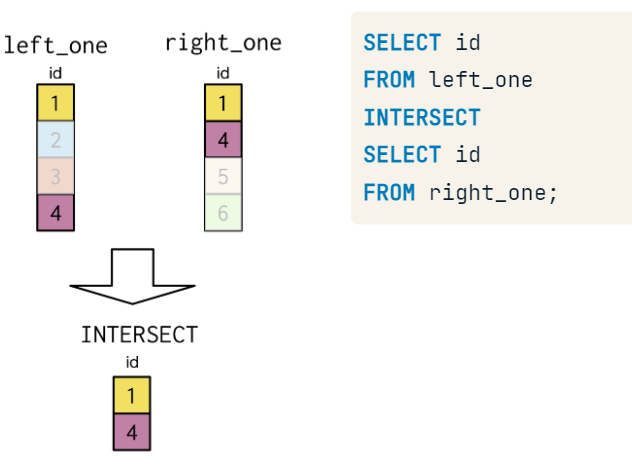 left_one
id
1
2
3
4
right_one
id
1
4
5
6
INTERSECT
id
1
4
SELECT id
FROM left_one
INTERSECT
SELECT id
FROM right_one;